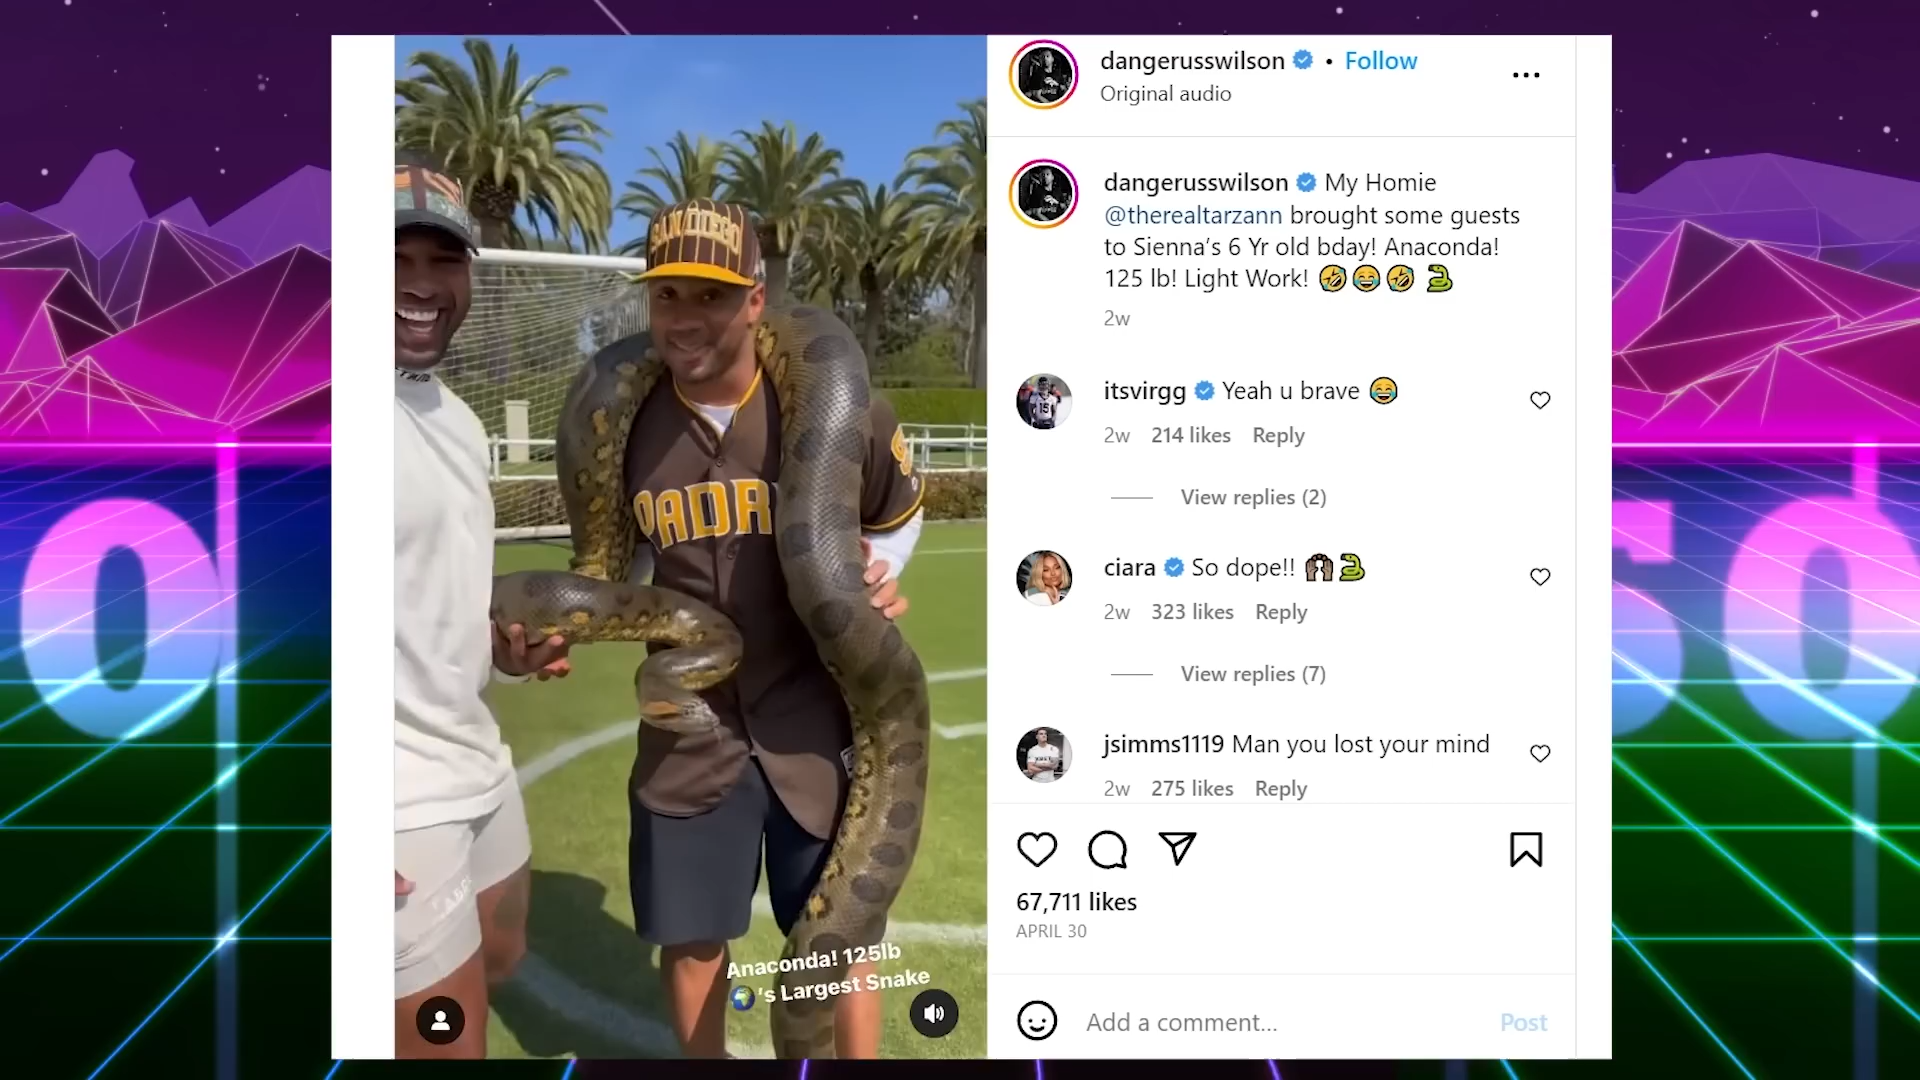 dangerusswilson • Follow
Original audio
dangerusswilson My Homie
@therealtarzann brought some guests
to Sienna's 6 Yr old bday! Anaconda!
125 lb! Light Work! 🤣😂🤣 🐍
2w
itsvirgg Yeah u brave 😂
2w 214 likes Reply
View replies (2)
ciara So dope!! 🙌🏾🐍
2w 323 likes Reply
View replies (7)
jsimms1119 Man you lost your mind
2w 275 likes Reply
67,711 likes
APRIL 30
Add a comment... Post
SAN DIEGO
PADR
Anaconda! 125lb
🌍's Largest Snake